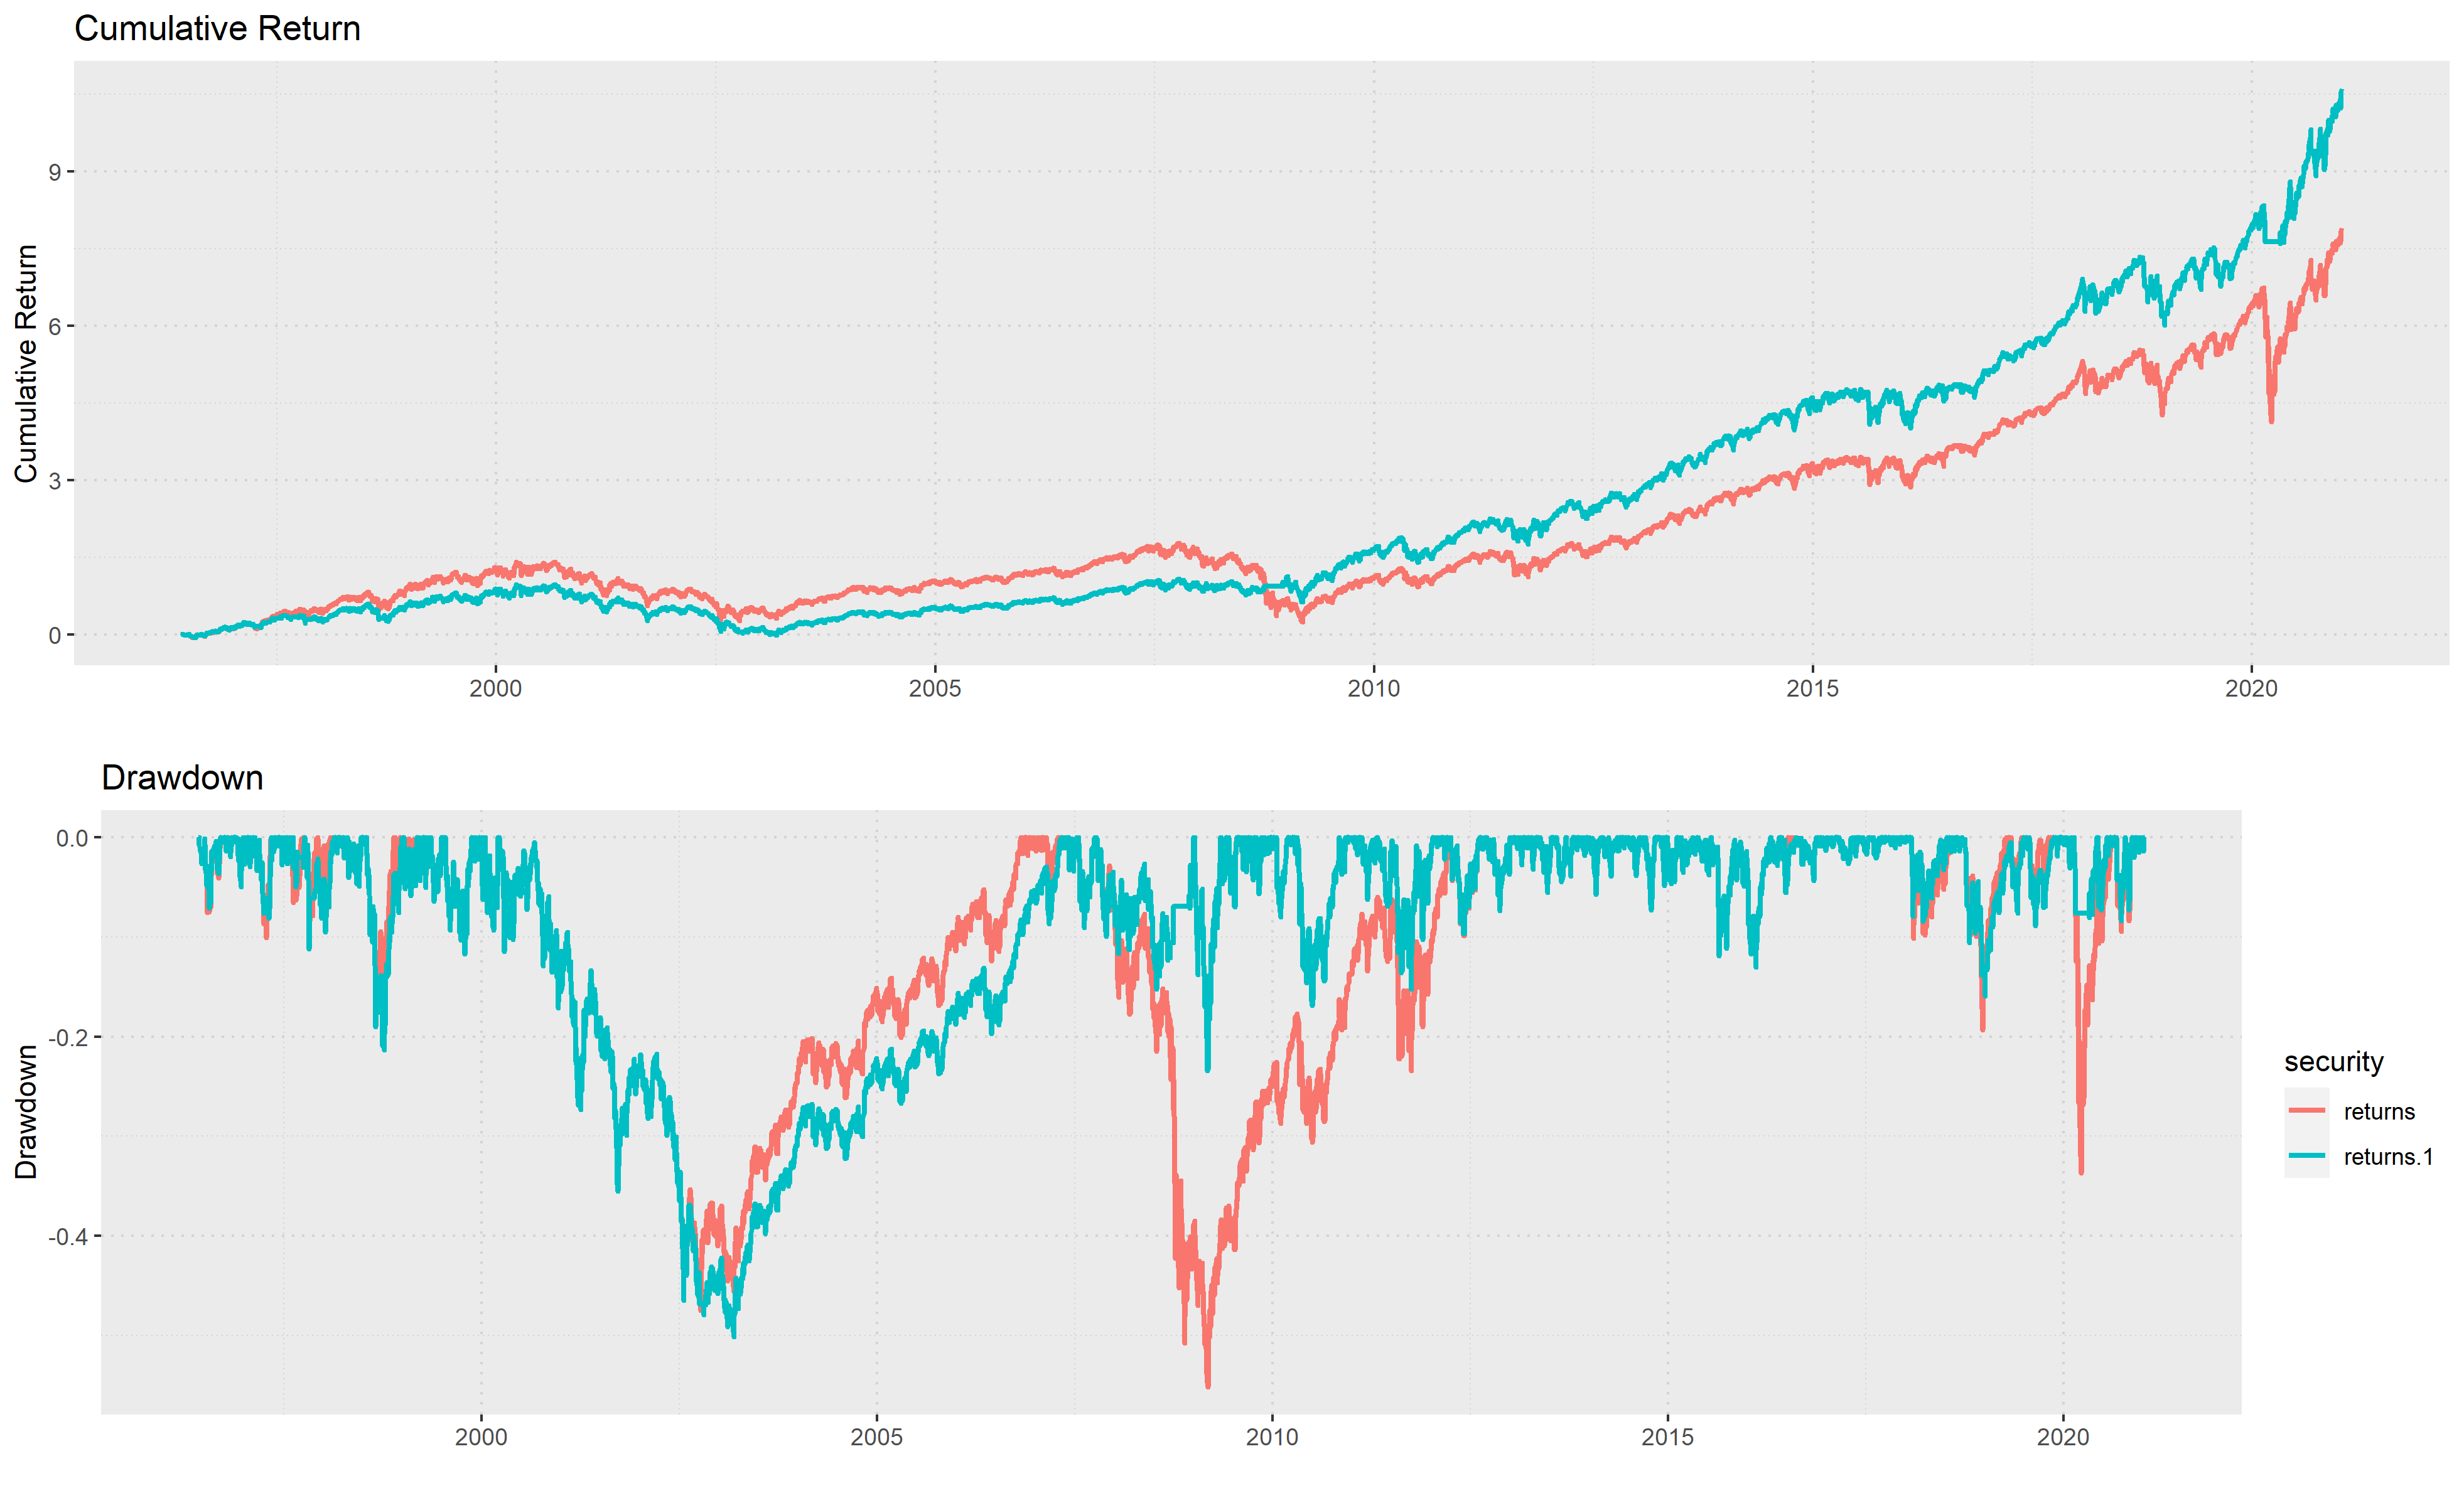 Cumulative Return
Cumulative Return
9
6
3
0
2000 2005 2010 2015 2020
Drawdown
Drawdown
0.0
-0.2
-0.4
2000 2005 2010 2015 2020
security
returns
returns.1